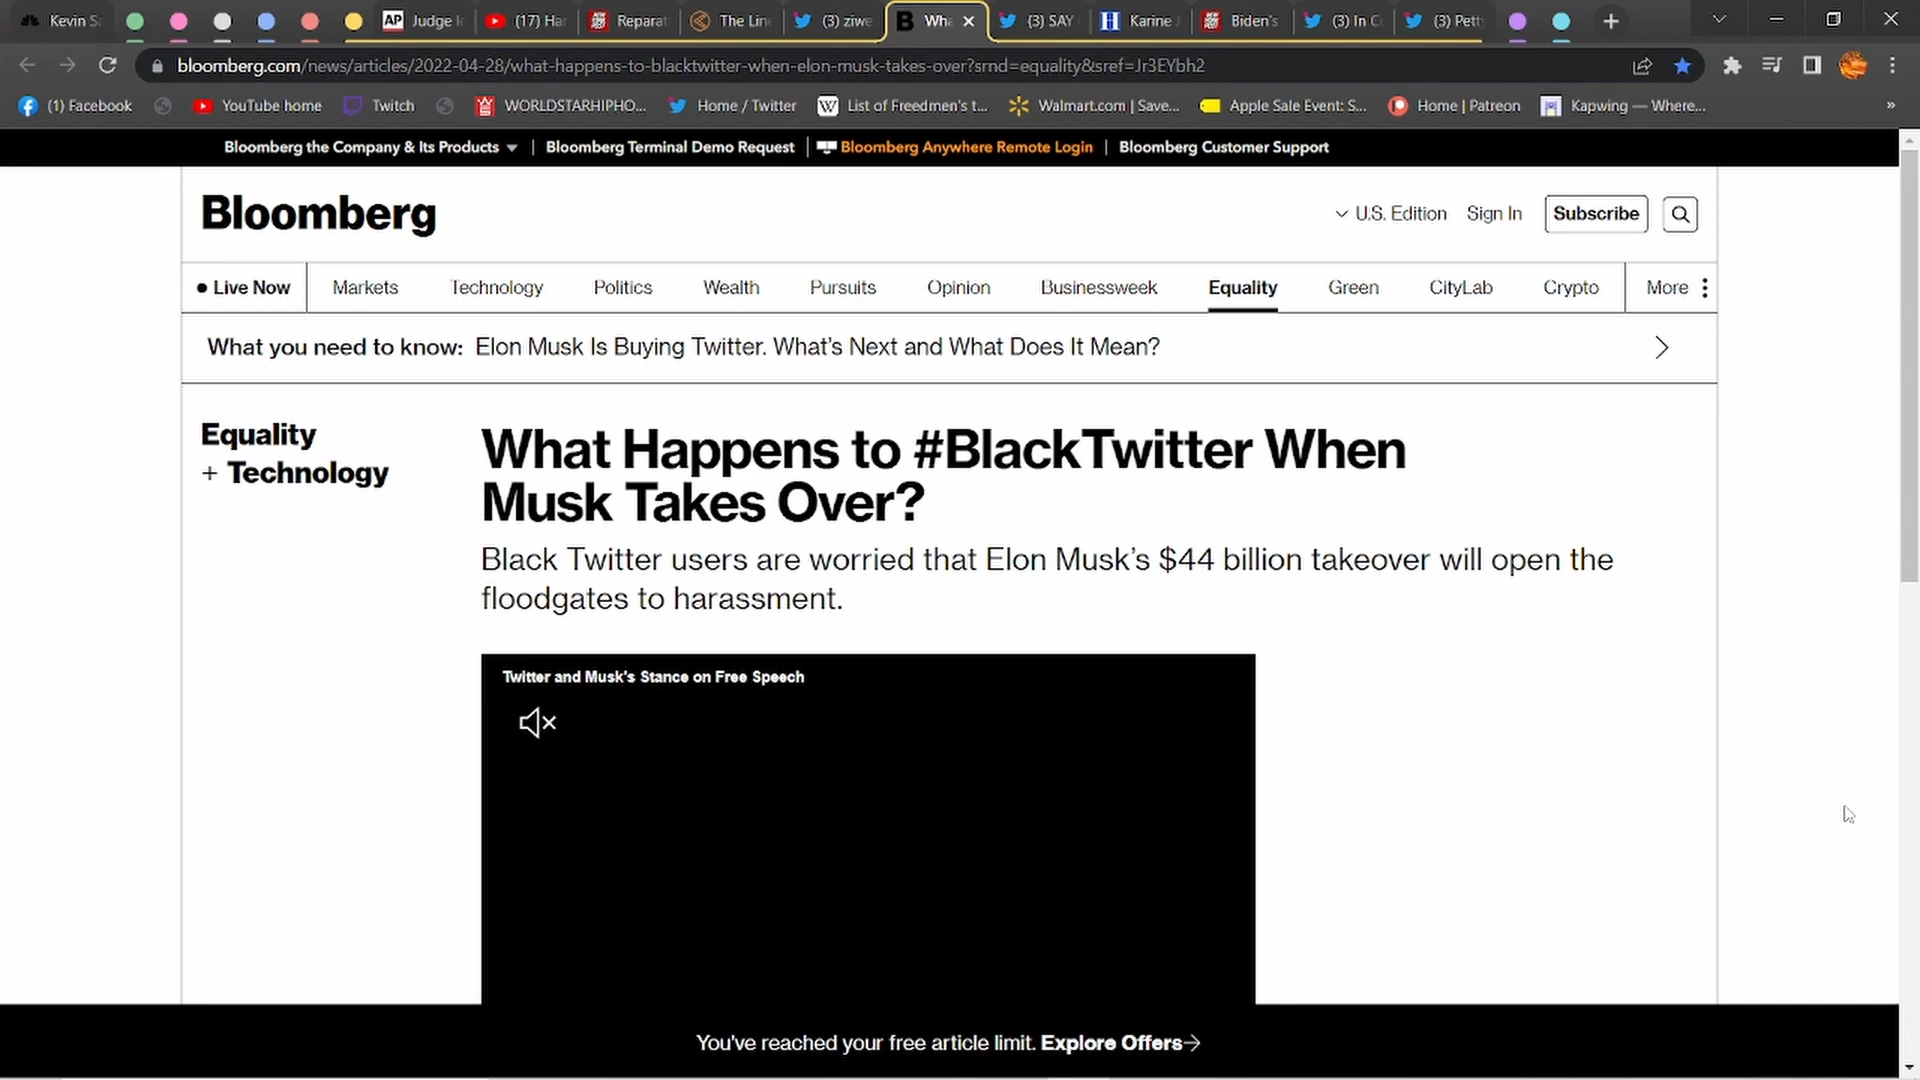 Kevin S
AP Judge
(17) Ha
Reparat
The Line
(3) ziwe
B Wha
(3) SAY
H Karine
Biden's
(3) In C
(3) Pett
bloomberg.com/news/articles/2022-04-28/what-happens-to-blacktwitter-when-elon-musk-takes-over?srnd=equality&sref=Jr3EYbh2
(1) Facebook
YouTube home
Twitch
WORLDSTARHIPHO...
Home / Twitter
W List of Freedmen's t...
Walmart.com | Save...
Apple Sale Event: S...
Home | Patreon
Kapwing — Where...
»
Bloomberg the Company & Its Products
Bloomberg Terminal Demo Request
Bloomberg Anywhere Remote Login
Bloomberg Customer Support
Bloomberg
U.S. Edition
Sign In
Subscribe
Live Now
Markets
Technology
Politics
Wealth
Pursuits
Opinion
Businessweek
Equality
Green
CityLab
Crypto
More
What you need to know: Elon Musk Is Buying Twitter. What's Next and What Does It Mean?
Equality
+ Technology
What Happens to #BlackTwitter When
Musk Takes Over?
Black Twitter users are worried that Elon Musk's $44 billion takeover will open the
floodgates to harassment.
Twitter and Musk's Stance on Free Speech
You've reached your free article limit. Explore Offers→